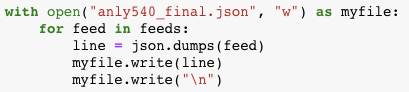 with open("anly540_final.json", "w") as myfile:
    for feed in feeds:
        line = json.dumps(feed)
        myfile.write(line)
        myfile.write("\n")